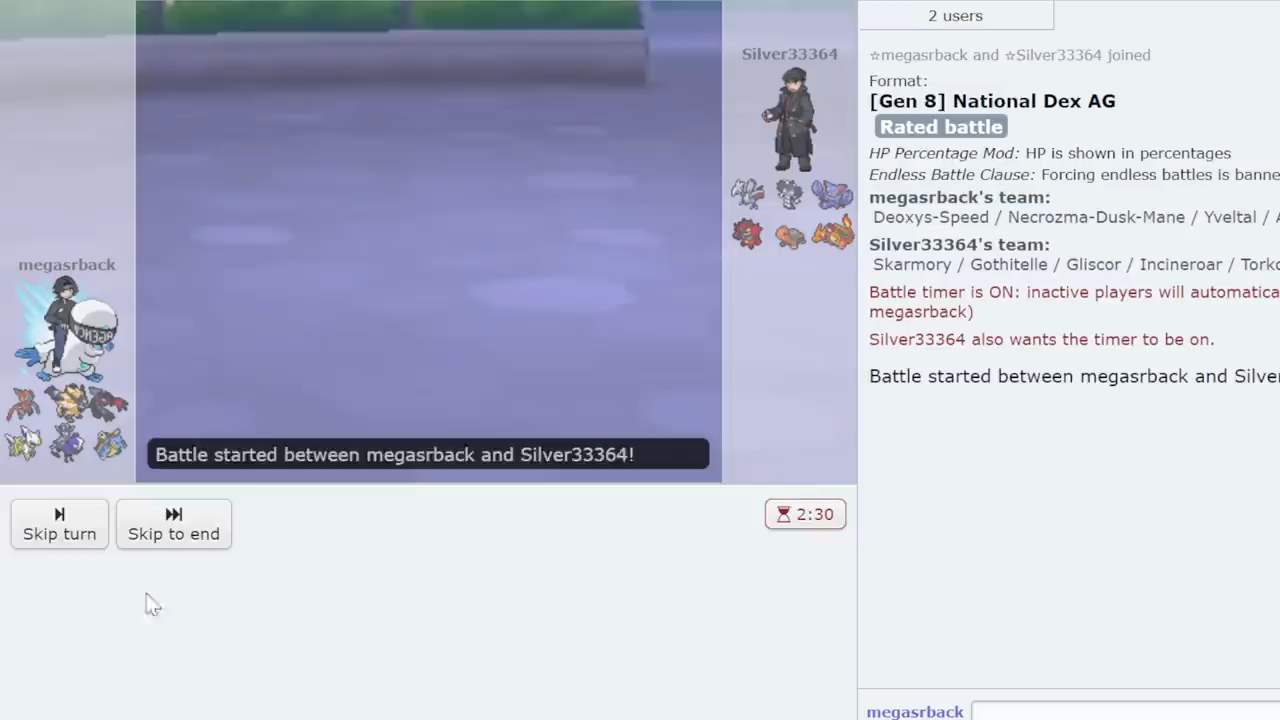 2 users
Silver33364
☆megasrback and ☆Silver33364 joined
Format:
[Gen 8] National Dex AG
Rated battle
HP Percentage Mod: HP is shown in percentages
Endless Battle Clause: Forcing endless battles is banne
megasrback's team:
Deoxys-Speed / Necrozma-Dusk-Mane / Yveltal / A
Silver33364's team:
Skarmory / Gothitelle / Gliscor / Incineroar / Torko
Battle timer is ON: inactive players will automatica
megasrback)
Silver33364 also wants the timer to be on.
Battle started between megasrback and Silver
megasrback
Battle started between megasrback and Silver33364!
Skip turn
Skip to end
2:30
megasrback